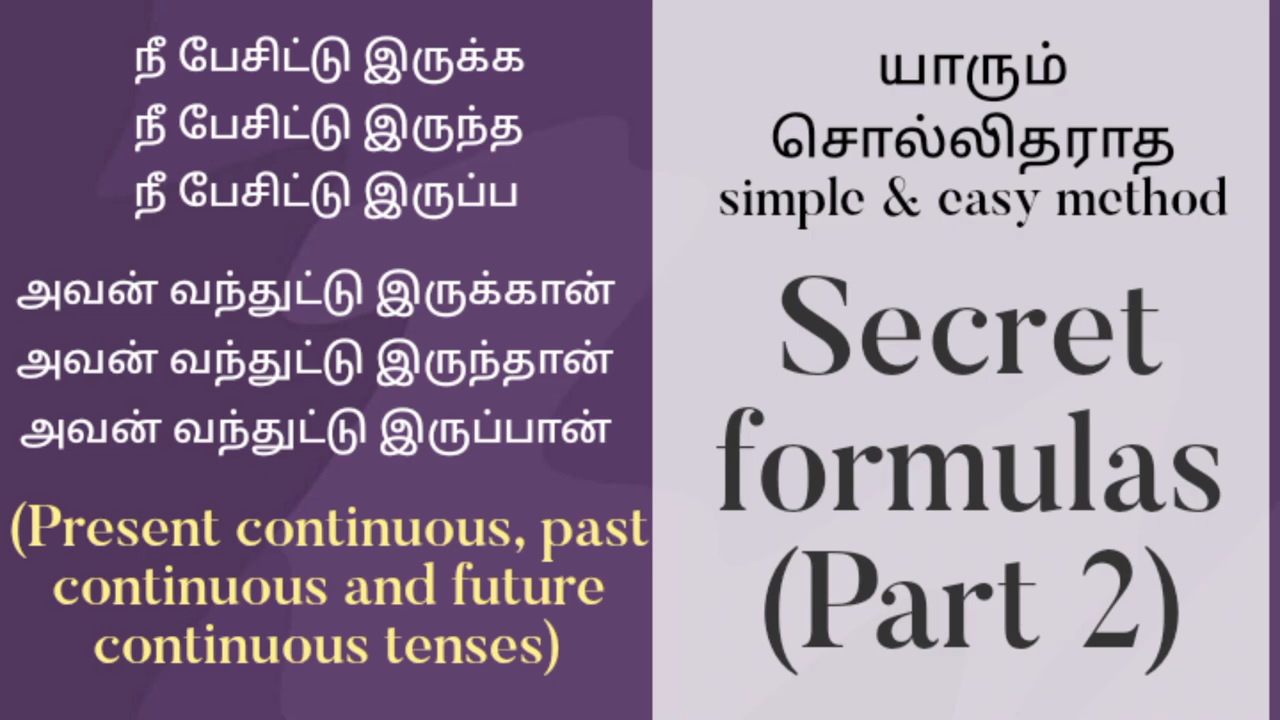 நீ பேசிட்டு இருக்க
நீ பேசிட்டு இருந்த
நீ பேசிட்டு இருப்ப
அவன் வந்துட்டு இருக்கான்
அவன் வந்துட்டு இருந்தான்
அவன் வந்துட்டு இருப்பான்
(Present continuous, past
continuous and future
continuous tenses)
யாரும்
சொல்லிதராத
simple & easy method
Secret
formulas
(Part 2)